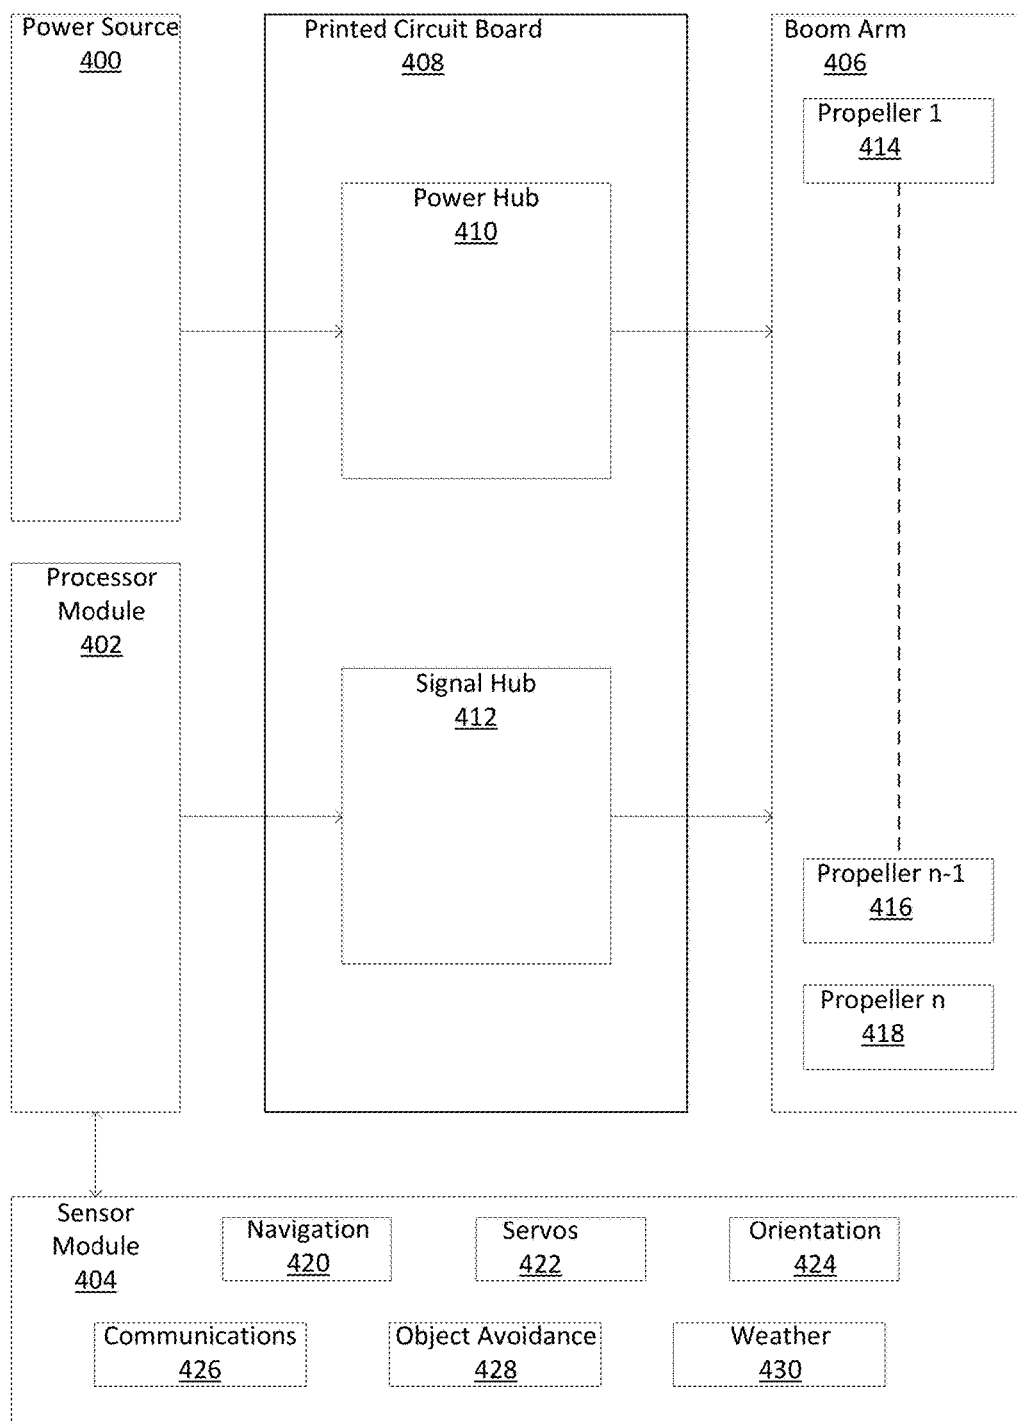 Power Source
400
Printed Circuit Board
408
Boom Arm
406
Propeller 1
414
Power Hub
410
Processor
Module
402
Signal Hub
412
Propeller n-1
416
Propeller n
418
Sensor
Module
404
Navigation
420
Servos
422
Orientation
424
Communications
426
Object Avoidance
428
Weather
430